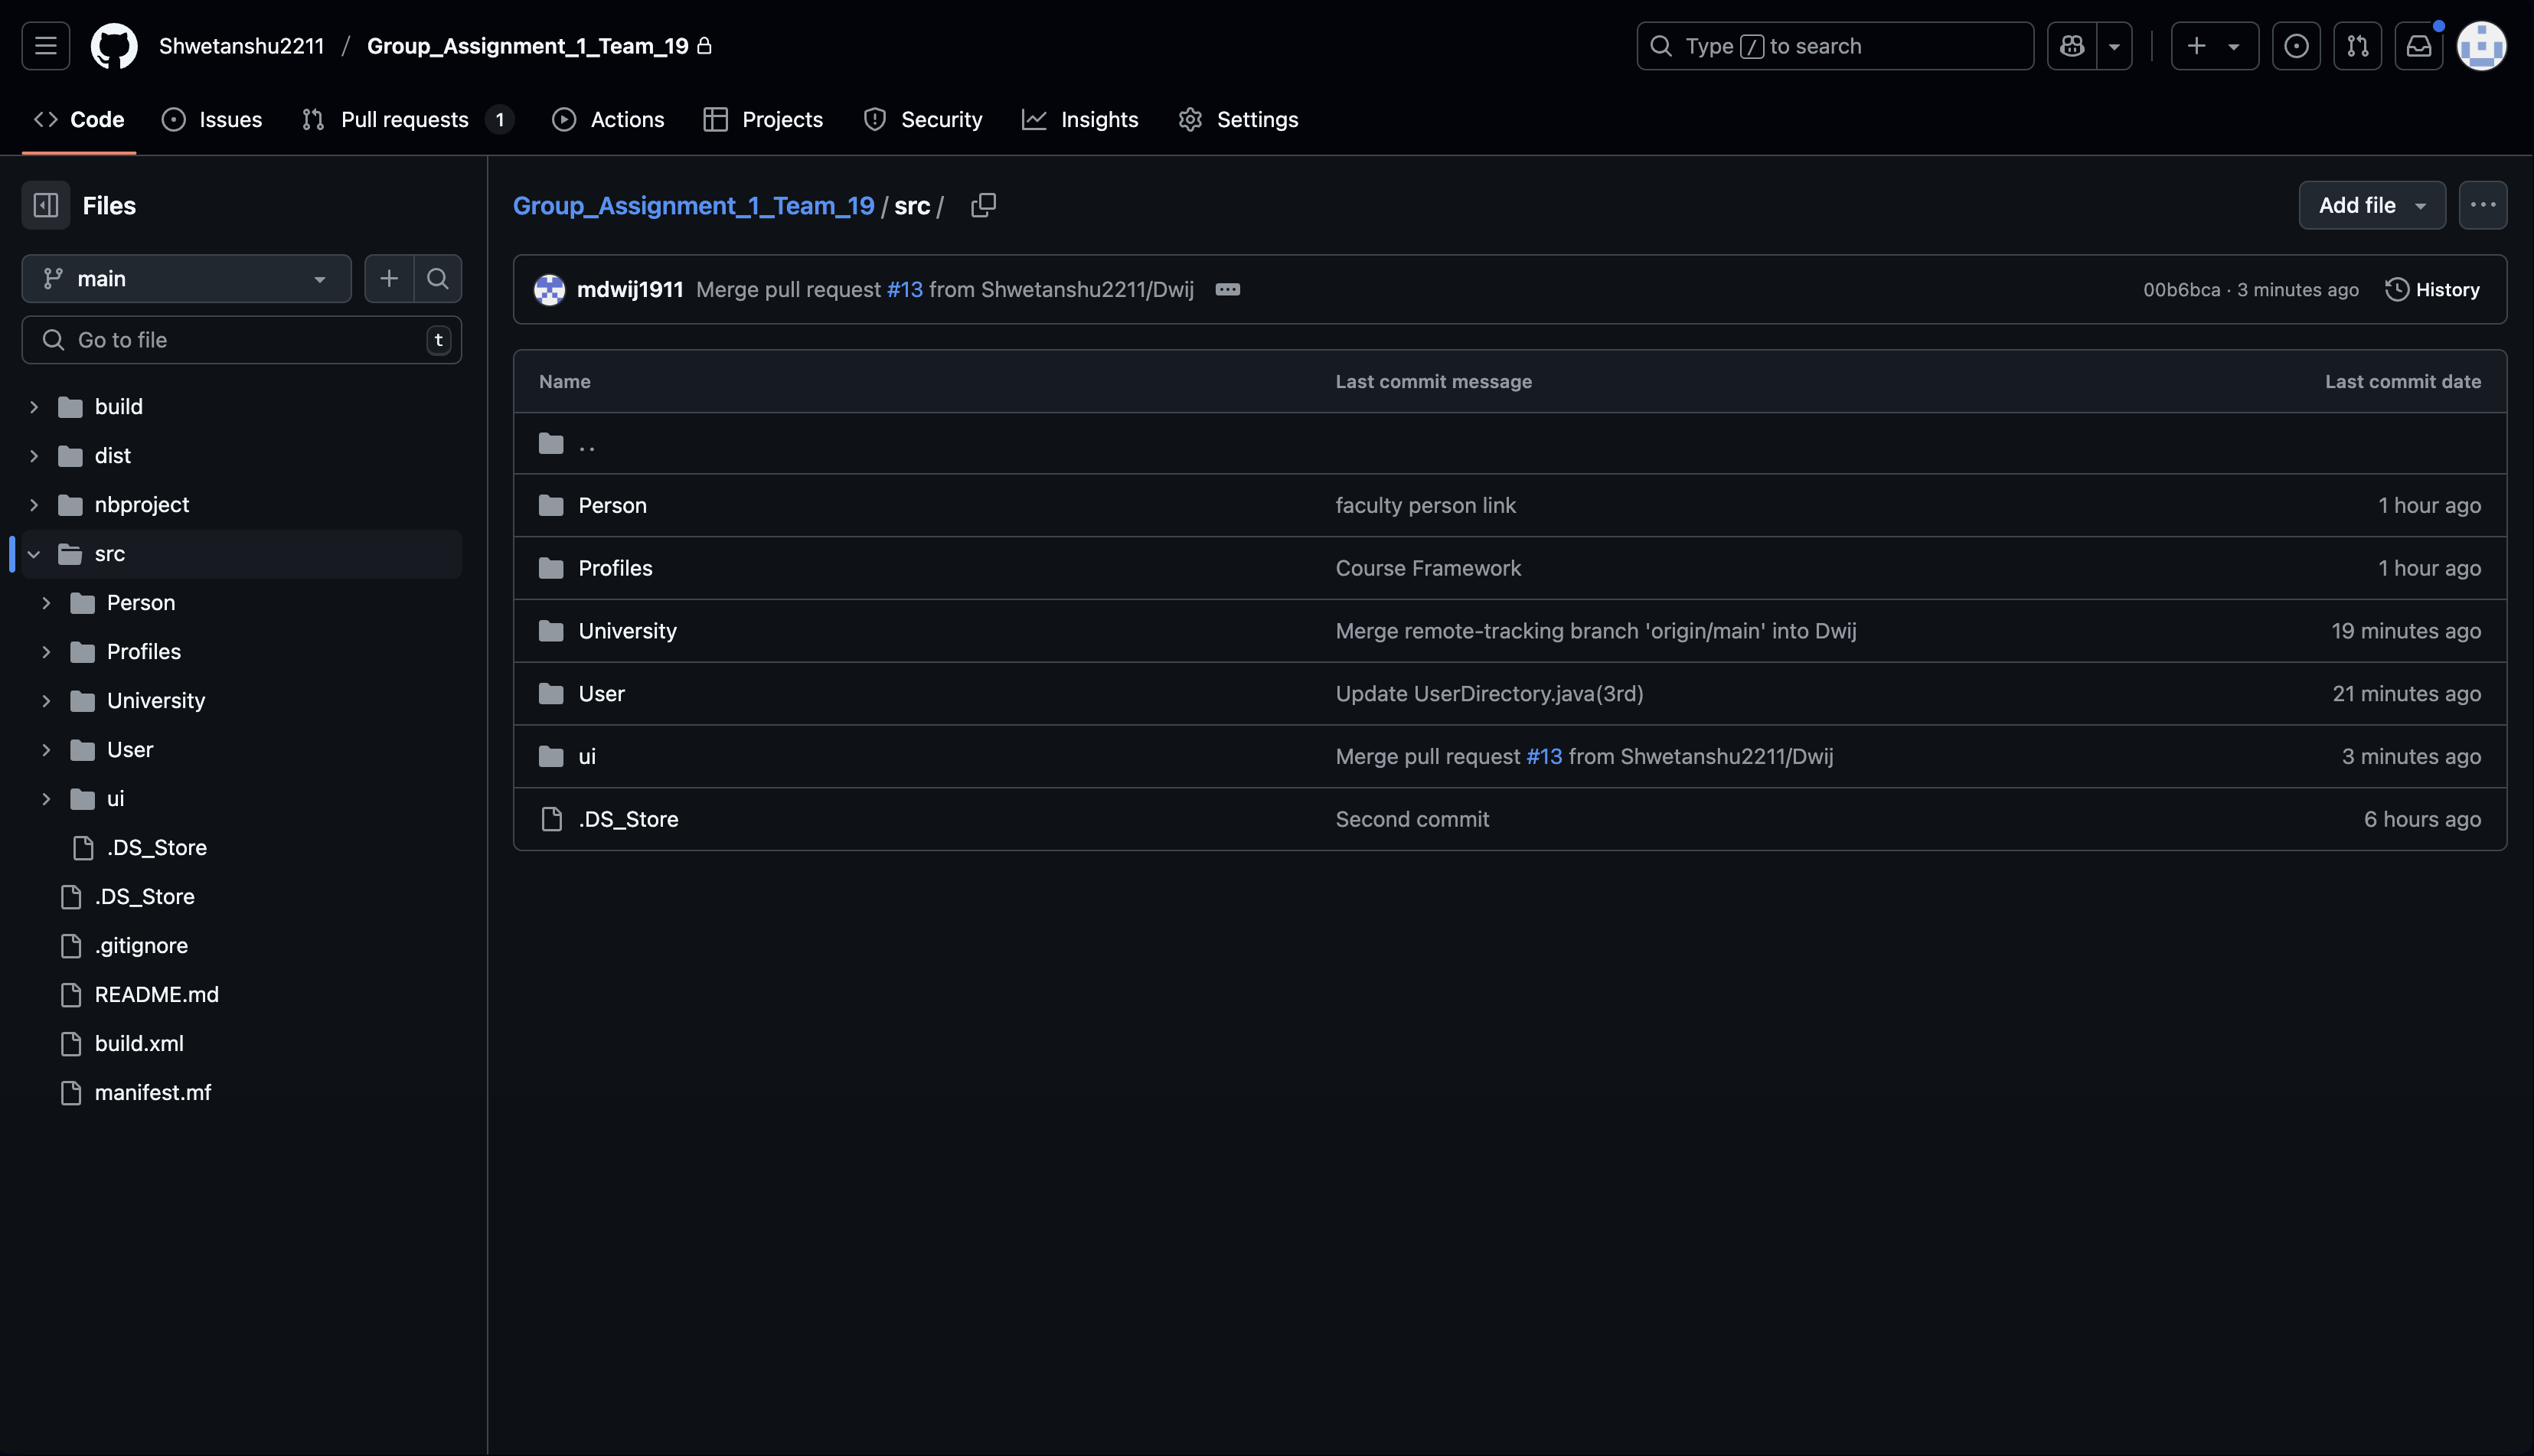 Shwetanshu2211 / Group_Assignment_1_Team_19
Type / to search
Code
Issues
Pull requests 1
Actions
Projects
Security
Insights
Settings
Files
main
Go to file t
build
dist
nbproject
src
Person
Profiles
University
User
ui
.DS_Store
.DS_Store
.gitignore
README.md
build.xml
manifest.mf
Group_Assignment_1_Team_19 / src /
Add file
mdwij1911 Merge pull request #13 from Shwetanshu2211/Dwij
00b6bca · 3 minutes ago
History
Name Last commit message Last commit date
..
Person faculty person link 1 hour ago
Profiles Course Framework 1 hour ago
University Merge remote-tracking branch 'origin/main' into Dwij 19 minutes ago
User Update UserDirectory.java(3rd) 21 minutes ago
ui Merge pull request #13 from Shwetanshu2211/Dwij 3 minutes ago
.DS_Store Second commit 6 hours ago